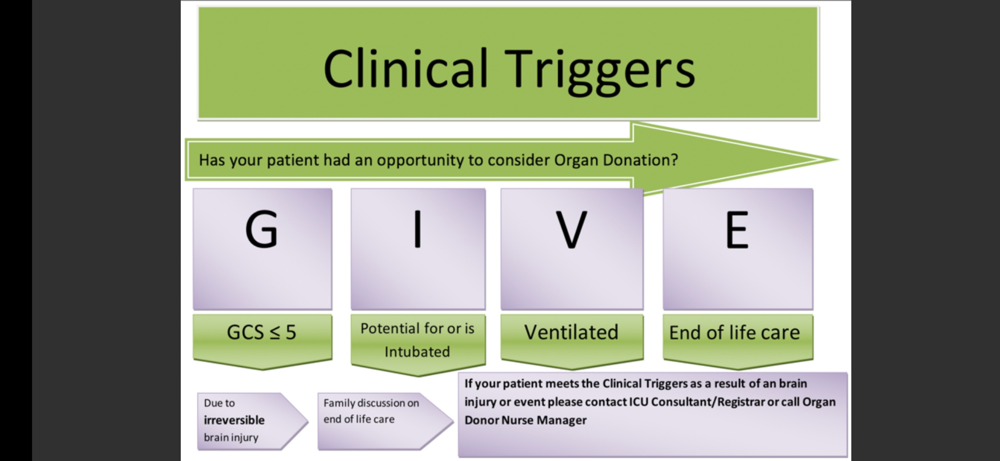 Clinical Triggers
Has your patient had an opportunity to consider Organ Donation?
G
I
V
E
GCS ≤ 5
Potential for or is
Intubated
Ventilated
End of life care
Due to
irreversible
brain injury
Family discussion on
end of life care
If your patient meets the Clinical Triggers as a result of an brain
injury or event please contact ICU Consultant/Registrar or call Organ
Donor Nurse Manager